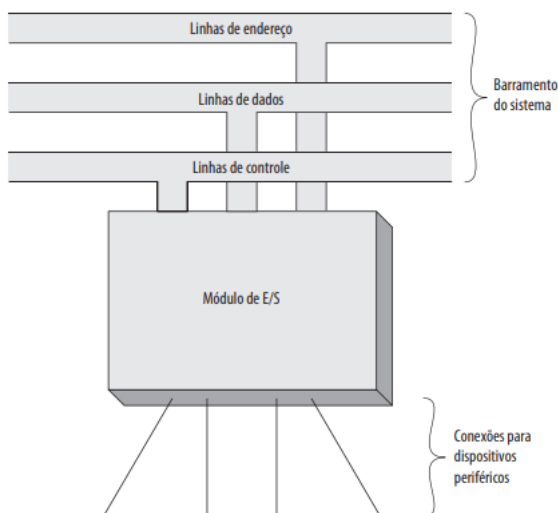 Linhas de endereço
Linhas de dados
Linhas de controle
Barramento
do sistema
Módulo de E/S
Conexões para
dispositivos
periféricos